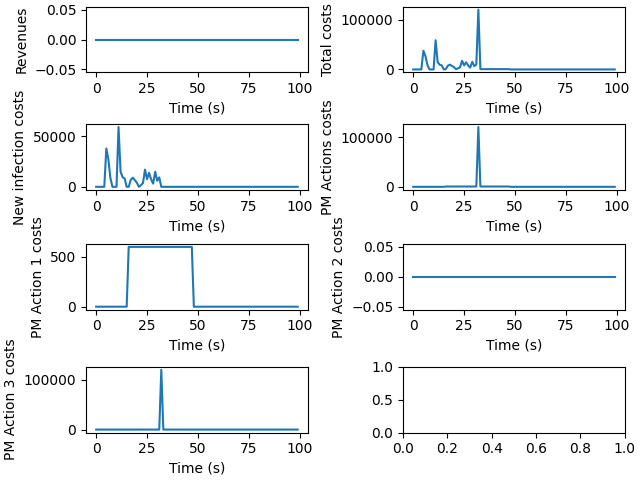 Revenues
0.05
0.00
−0.05
0 25 50 75 100
Time (s)
Total costs
100000
0
0 25 50 75 100
Time (s)
New infection costs
50000
0
0 25 50 75 100
Time (s)
PM Actions costs
100000
0
0 25 50 75 100
Time (s)
PM Action 1 costs
500
0
0 25 50 75 100
Time (s)
PM Action 2 costs
0.05
0.00
−0.05
0 25 50 75 100
Time (s)
PM Action 3 costs
100000
0
0 25 50 75 100
Time (s)
1.0
0.5
0.0
0.0 0.2 0.4 0.6 0.8 1.0